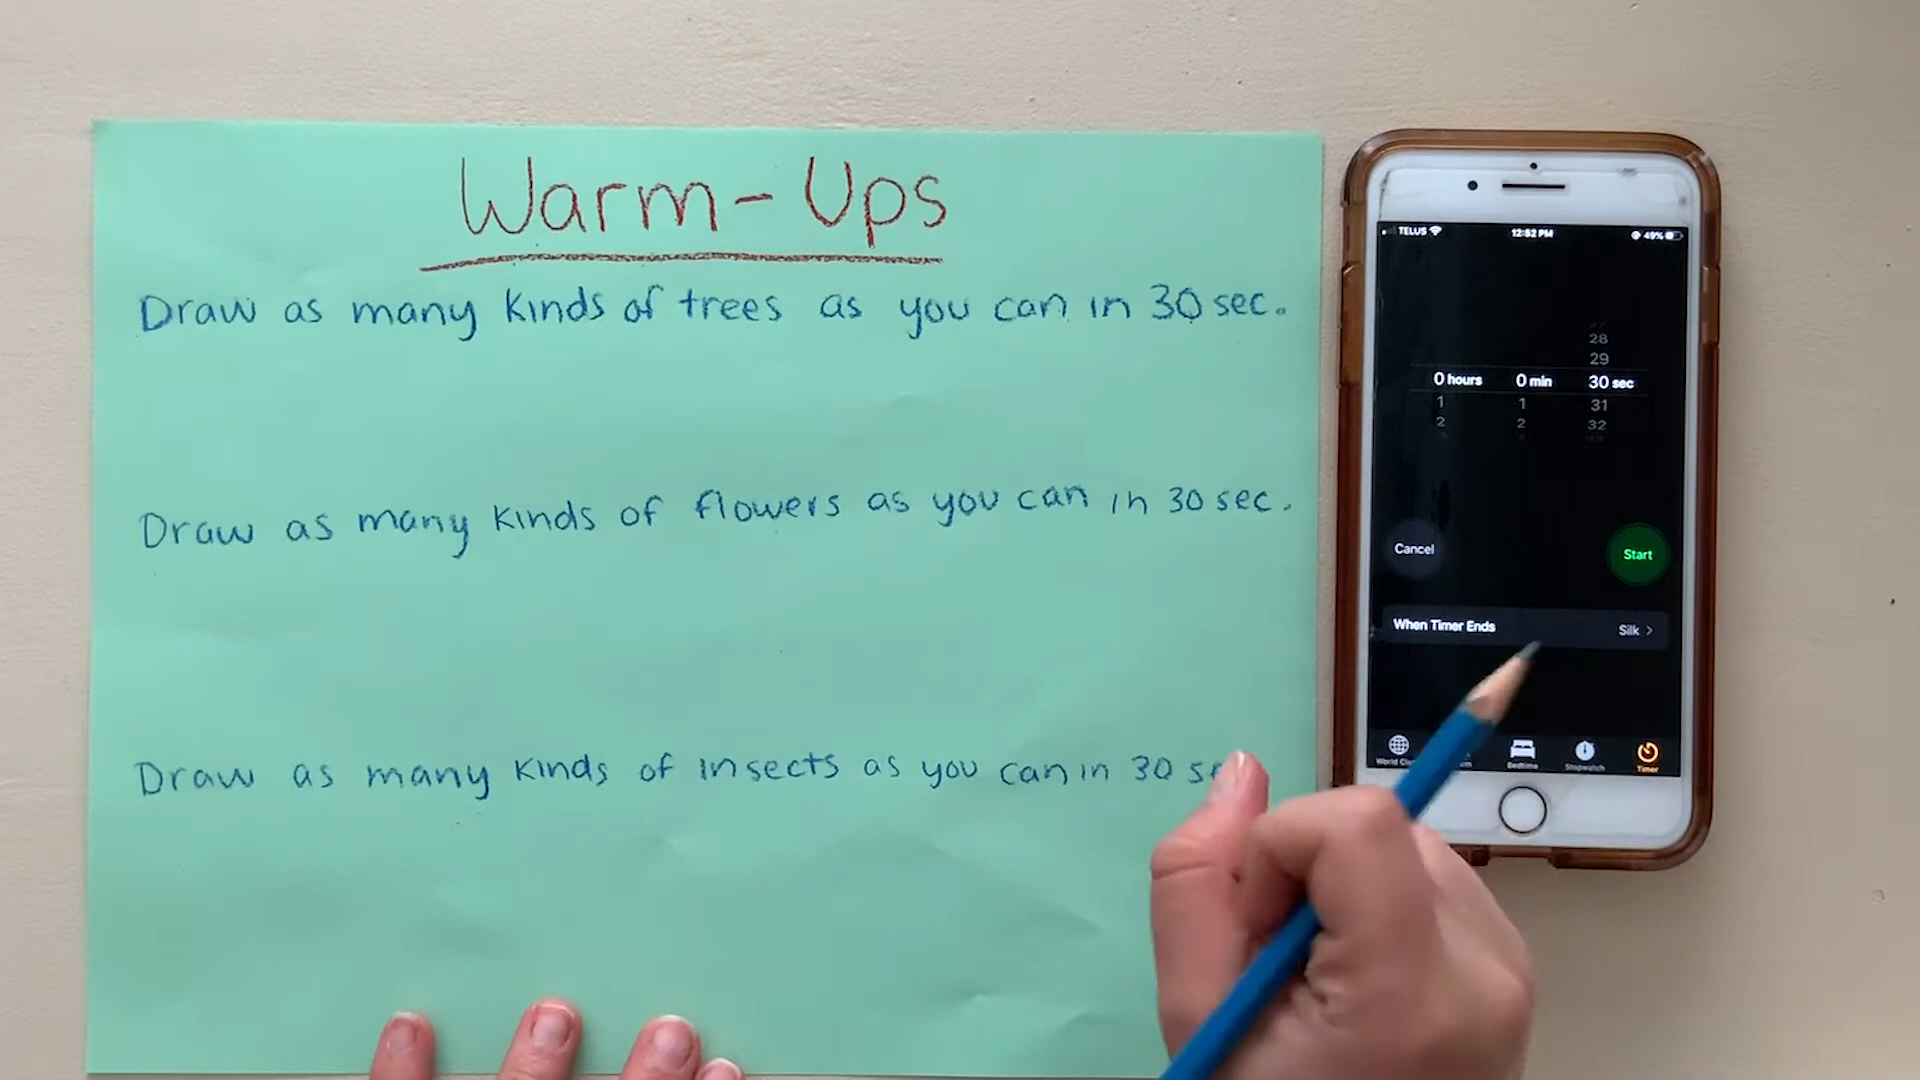 Warm-Ups
Draw as many kinds of trees as you can in 30 sec.
Draw as many kinds of flowers as you can in 30 sec.
Draw as many kinds of insects as you can in 30
TELUS 12:52 PM 49%
28
29
0 hours 0 min 30 sec
1 1 31
2 2 32
Cancel Start
When Timer Ends Silk >
World Bedtime Stopwatch Timer